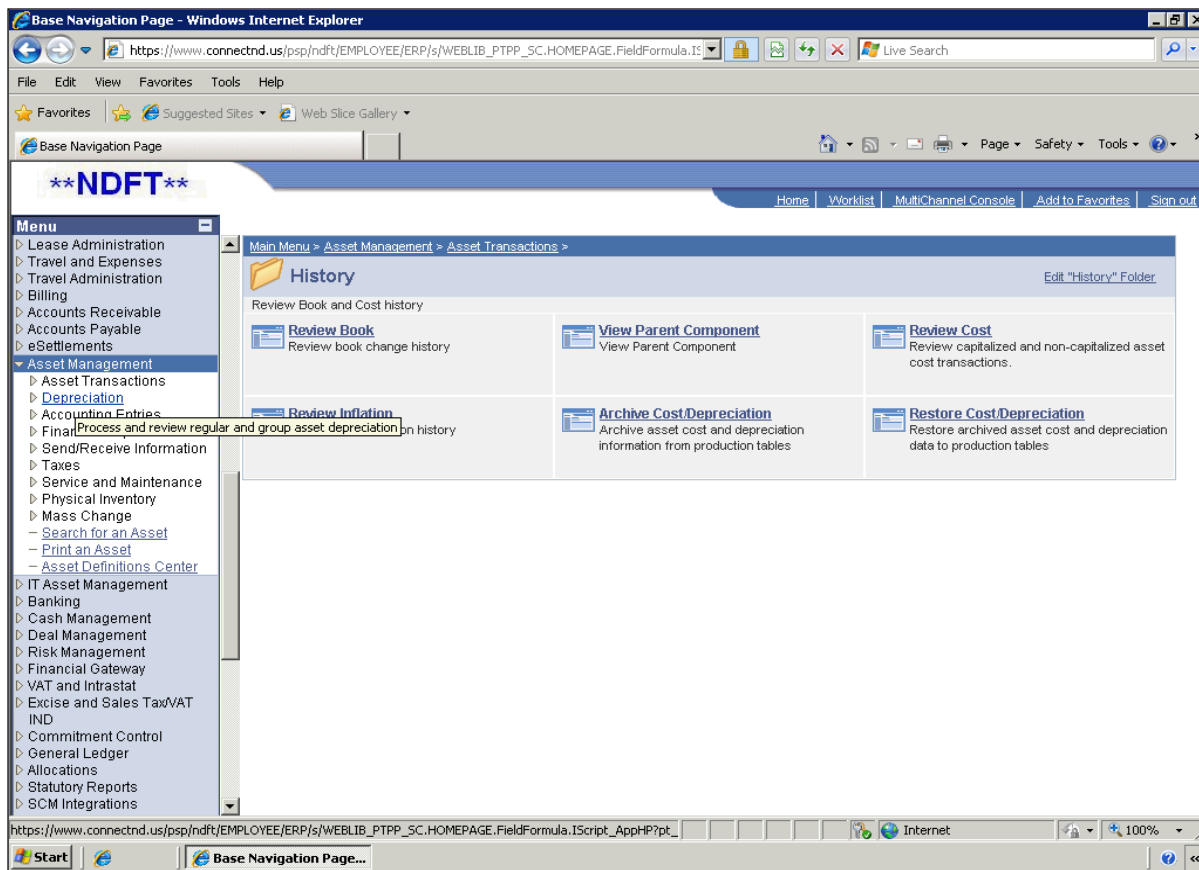 Base Navigation Page - Windows Internet Explorer
https://www.connectnd.us/psp/ndft/EMPLOYEE/ERP/s/WEBLIB_PTPP_SC.HOMEPAGE.FieldFormula.IS
Live Search
File Edit View Favorites Tools Help
Favorites Suggested Sites Web Slice Gallery
Base Navigation Page
Page Safety Tools
**NDFT**
Home Worklist MultiChannel Console Add to Favorites Sign out
Menu
Lease Administration
Travel and Expenses
Travel Administration
Billing
Accounts Receivable
Accounts Payable
eSettlements
Asset Management
Asset Transactions
Depreciation
Accounting Entries
Process and review regular and group asset depreciation
Send/Receive Information
Taxes
Service and Maintenance
Physical Inventory
Mass Change
Search for an Asset
Print an Asset
Asset Definitions Center
IT Asset Management
Banking
Cash Management
Deal Management
Risk Management
Financial Gateway
VAT and Intrastat
Excise and Sales Tax/VAT
IND
Commitment Control
General Ledger
Allocations
Statutory Reports
SCM Integrations
Main Menu > Asset Management > Asset Transactions >
History
Edit "History" Folder
Review Book and Cost history
Review Book
Review book change history
View Parent Component
View Parent Component
Review Cost
Review capitalized and non-capitalized asset
cost transactions.
Review Inflation
on history
Archive Cost/Depreciation
Archive asset cost and depreciation
information from production tables
Restore Cost/Depreciation
Restore archived asset cost and depreciation
data to production tables
https://www.connectnd.us/psp/ndft/EMPLOYEE/ERP/s/WEBLIB_PTPP_SC.HOMEPAGE.FieldFormula.IScript_AppHP?pt_
Internet
100%
Start
Base Navigation Page...